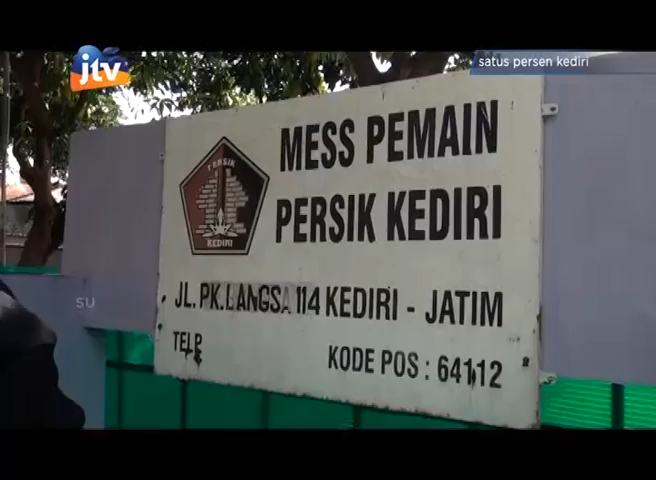 jtv
satus persen kediri
MESS PEMAIN
PERSIK KEDIRI
PERSIK
KEDIRI
JL. PK. LANGSA 114 KEDIRI - JATIM
TELP
KODE POS : 64112
SU